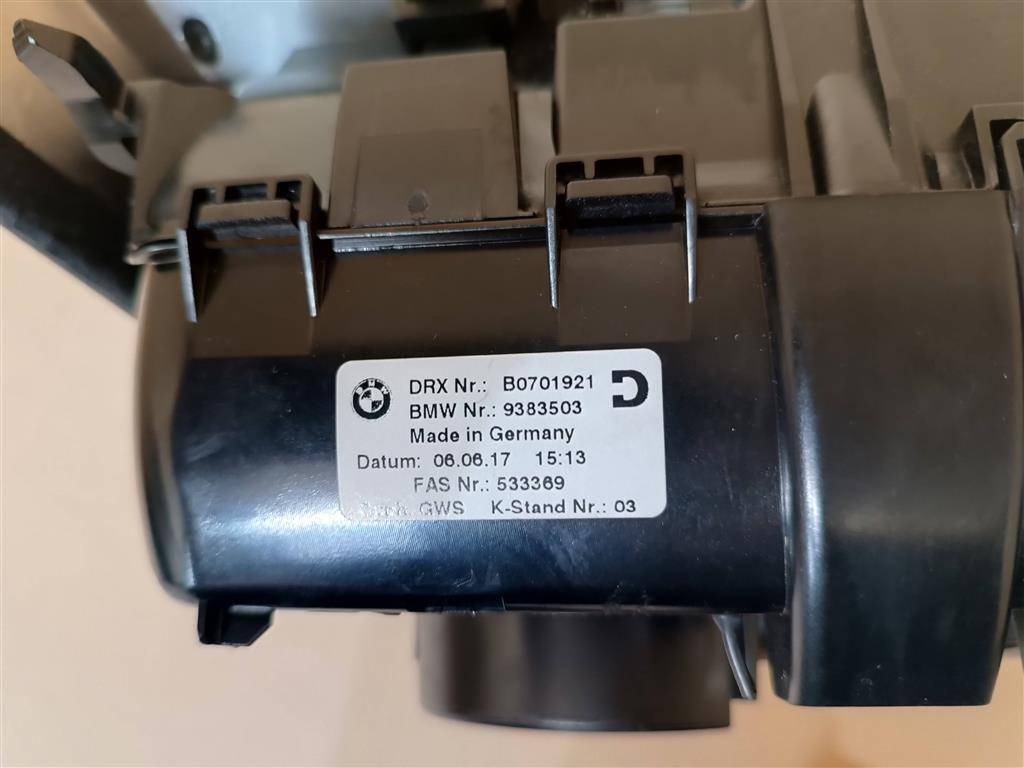 BMW
DRX Nr.: B0701921
BMW Nr.: 9383503
Made in Germany
Datum: 06.06.17 15:13
FAS Nr.: 533369
GWS K-Stand Nr.: 03